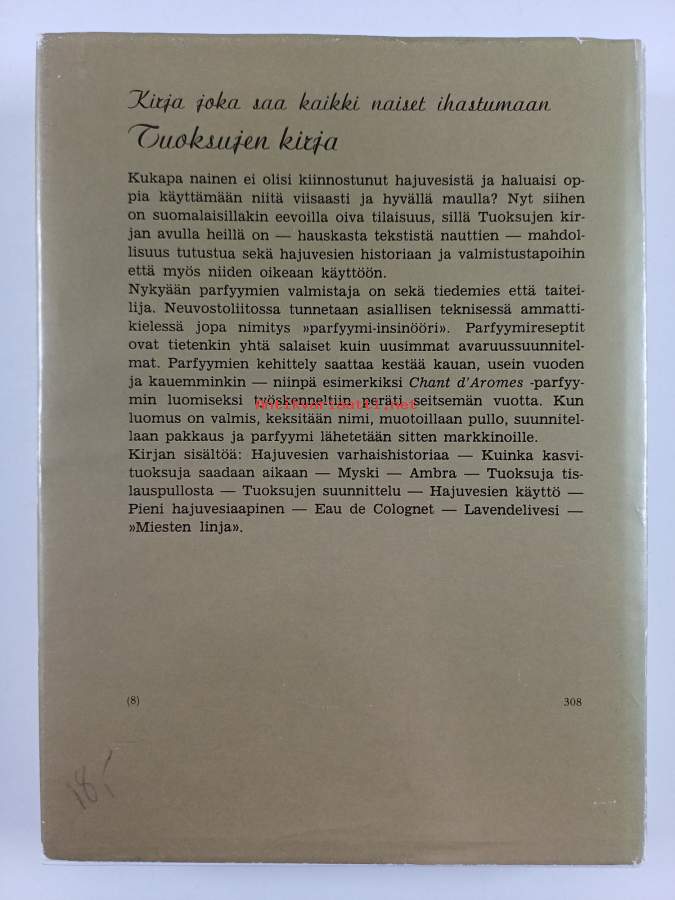 Kirja joka saa kaikki naiset ihastumaan
Tuoksujen kirja
Kukapa nainen ei olisi kiinnostunut hajuvesistä ja haluaisi op-
pia käyttämään niitä viisaasti ja hyvällä maulla? Nyt siihen
on suomalaisillakin eevoilla oiva tilaisuus, sillä Tuoksujen kir-
jan avulla heillä on — hauskasta tekstistä nauttien — mahdol-
lisuus tutustua sekä hajuvesien historiaan ja valmistustapoihin
että myös niiden oikeaan käyttöön.
Nykyään parfyymien valmistaja on sekä tiedemies että taitei-
lija. Neuvostoliitossa tunnetaan asiallisen teknisessä ammatti-
kielessä jopa nimitys »parfyymi-insinööri». Parfyymireseptit
ovat tietenkin yhtä salaiset kuin uusimmat avaruussuunnitel-
mat. Parfyymien kehittely saattaa kestää kauan, usein vuoden
ja kauemminkin — niinpä esimerkiksi Chant d'Aromes -parfyy-
min luomiseksi työskenneltiin peräti seitsemän vuotta. Kun
antikvariaatti.net
luomus on valmis, keksitään nimi, muotoillaan pullo, suunnitel-
laan pakkaus ja parfyymi lähetetään sitten markkinoille.
Kirjan sisältöä: Hajuvesien varhaishistoriaa — Kuinka kasvi-
tuoksuja saadaan aikaan — Myski — Ambra — Tuoksuja tis-
lauspullosta — Tuoksujen suunnittelu — Hajuvesien käyttö —
Pieni hajuvesiaapinen — Eau de Colognet — Lavendelivesi —
»Miesten linja».
(8)
308
18,-